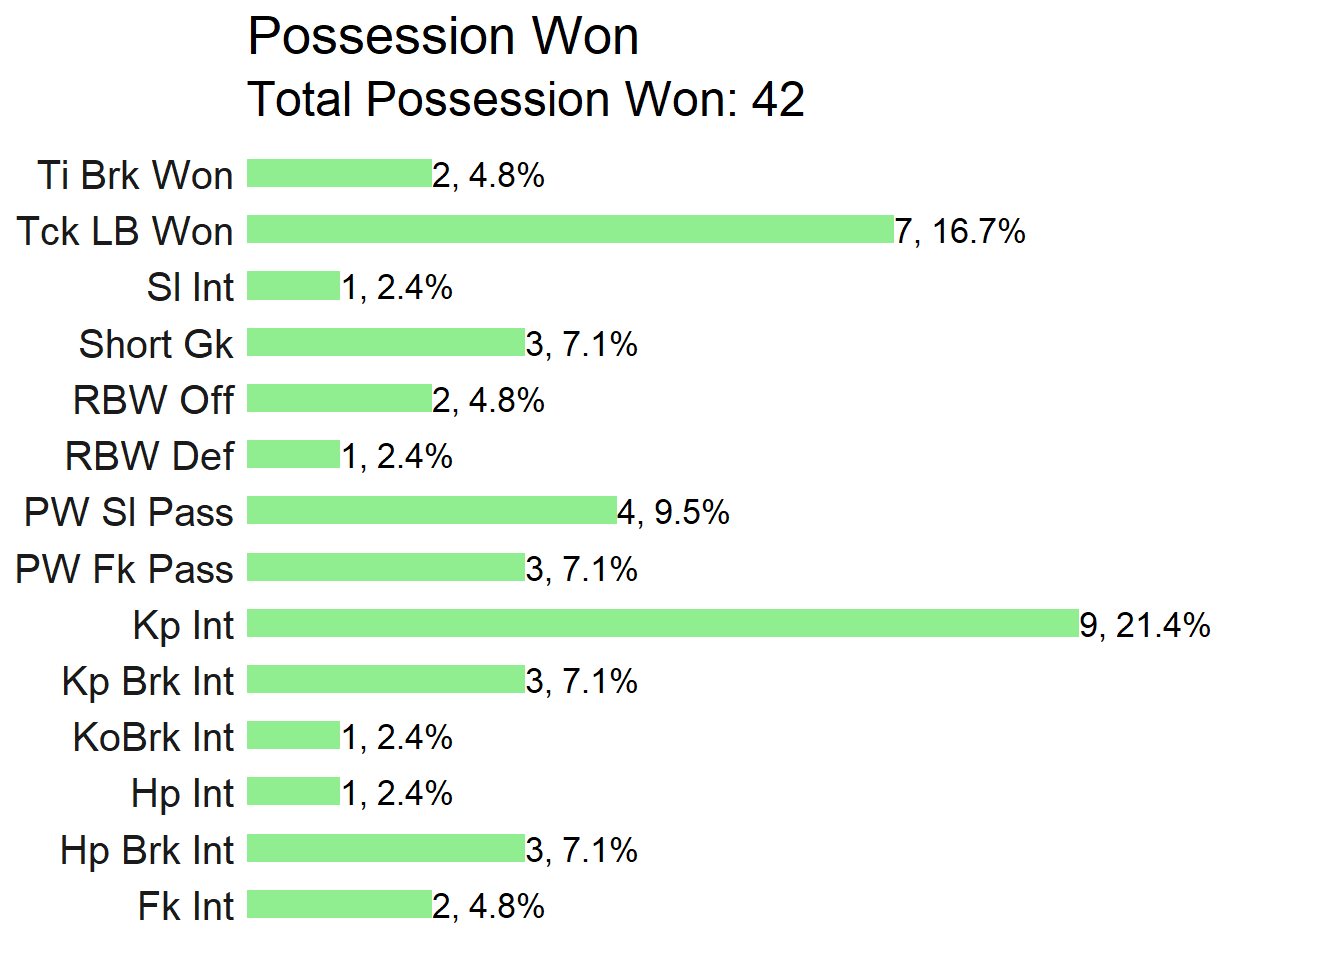 Possession Won
Total Possession Won: 42
Ti Brk Won 2, 4.8%
Tck LB Won 7, 16.7%
Sl Int 1, 2.4%
Short Gk 3, 7.1%
RBW Off 2, 4.8%
RBW Def 1, 2.4%
PW Sl Pass 4, 9.5%
PW Fk Pass 3, 7.1%
Kp Int 9, 21.4%
Kp Brk Int 3, 7.1%
KoBrk Int 1, 2.4%
Hp Int 1, 2.4%
Hp Brk Int 3, 7.1%
Fk Int 2, 4.8%